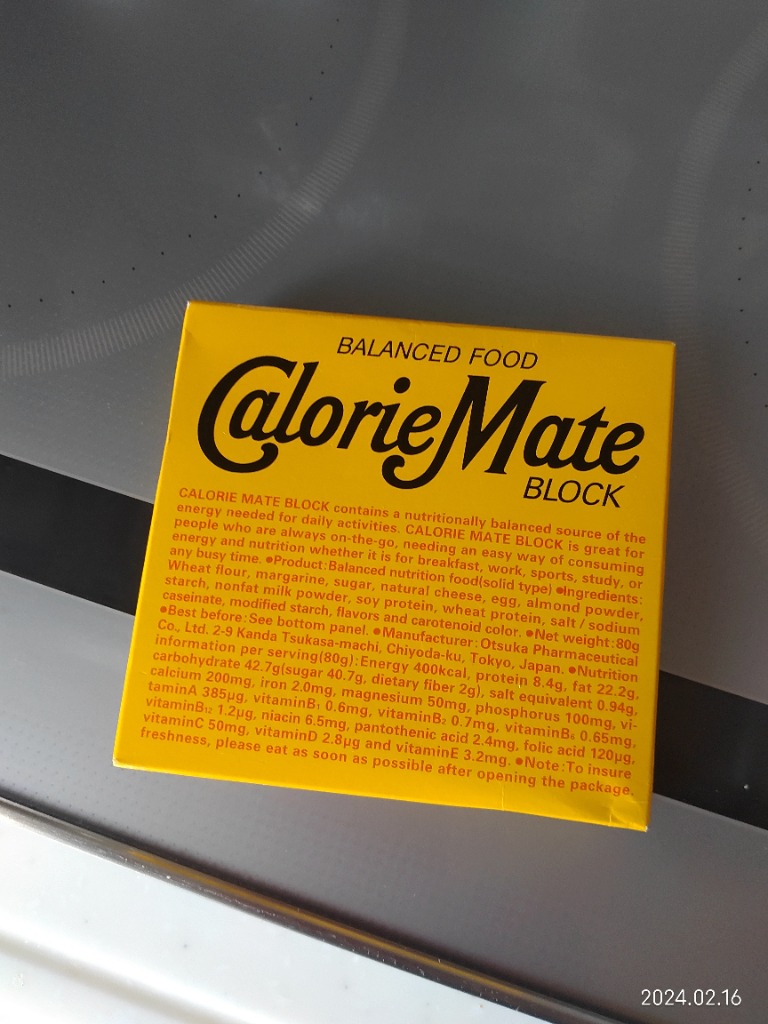 BALANCED FOOD
CalorieMate
BLOCK
CALORIE MATE BLOCK contains a nutritionally balanced source of the
energy needed for daily activities. CALORIE MATE BLOCK is great for
people who are always on-the-go, needing an easy way of consuming
energy and nutrition whether it is for breakfast, work, sports, study, or
any busy time. ●Product:Balanced nutrition food(solid type) ●Ingredients:
Wheat flour, margarine, sugar, natural cheese, egg, almond powder,
starch, nonfat milk powder, soy protein, wheat protein, salt / sodium
caseinate, modified starch, flavors and carotenoid color. ●Net weight:80g
●Best before:See bottom panel. ●Manufacturer:Otsuka Pharmaceutical
Co., Ltd. 2-9 Kanda Tsukasa-machi, Chiyoda-ku, Tokyo, Japan. ●Nutrition
information per serving(80g):Energy 400kcal, protein 8.4g, fat 22.2g,
carbohydrate 42.7g(sugar 40.7g, dietary fiber 2g), salt equivalent 0.94g,
calcium 200mg, iron 2.0mg, magnesium 50mg, phosphorus 100mg, vi-
taminA 385μg, vitaminB₁ 0.6mg, vitaminB₂ 0.7mg, vitaminB₆ 0.65mg,
vitaminB₁₂ 1.2μg, niacin 6.5mg, pantothenic acid 2.4mg, folic acid 120μg,
vitaminC 50mg, vitaminD 2.8μg and vitaminE 3.2mg. ●Note:To insure
freshness, please eat as soon as possible after opening the package.
2024.02.16